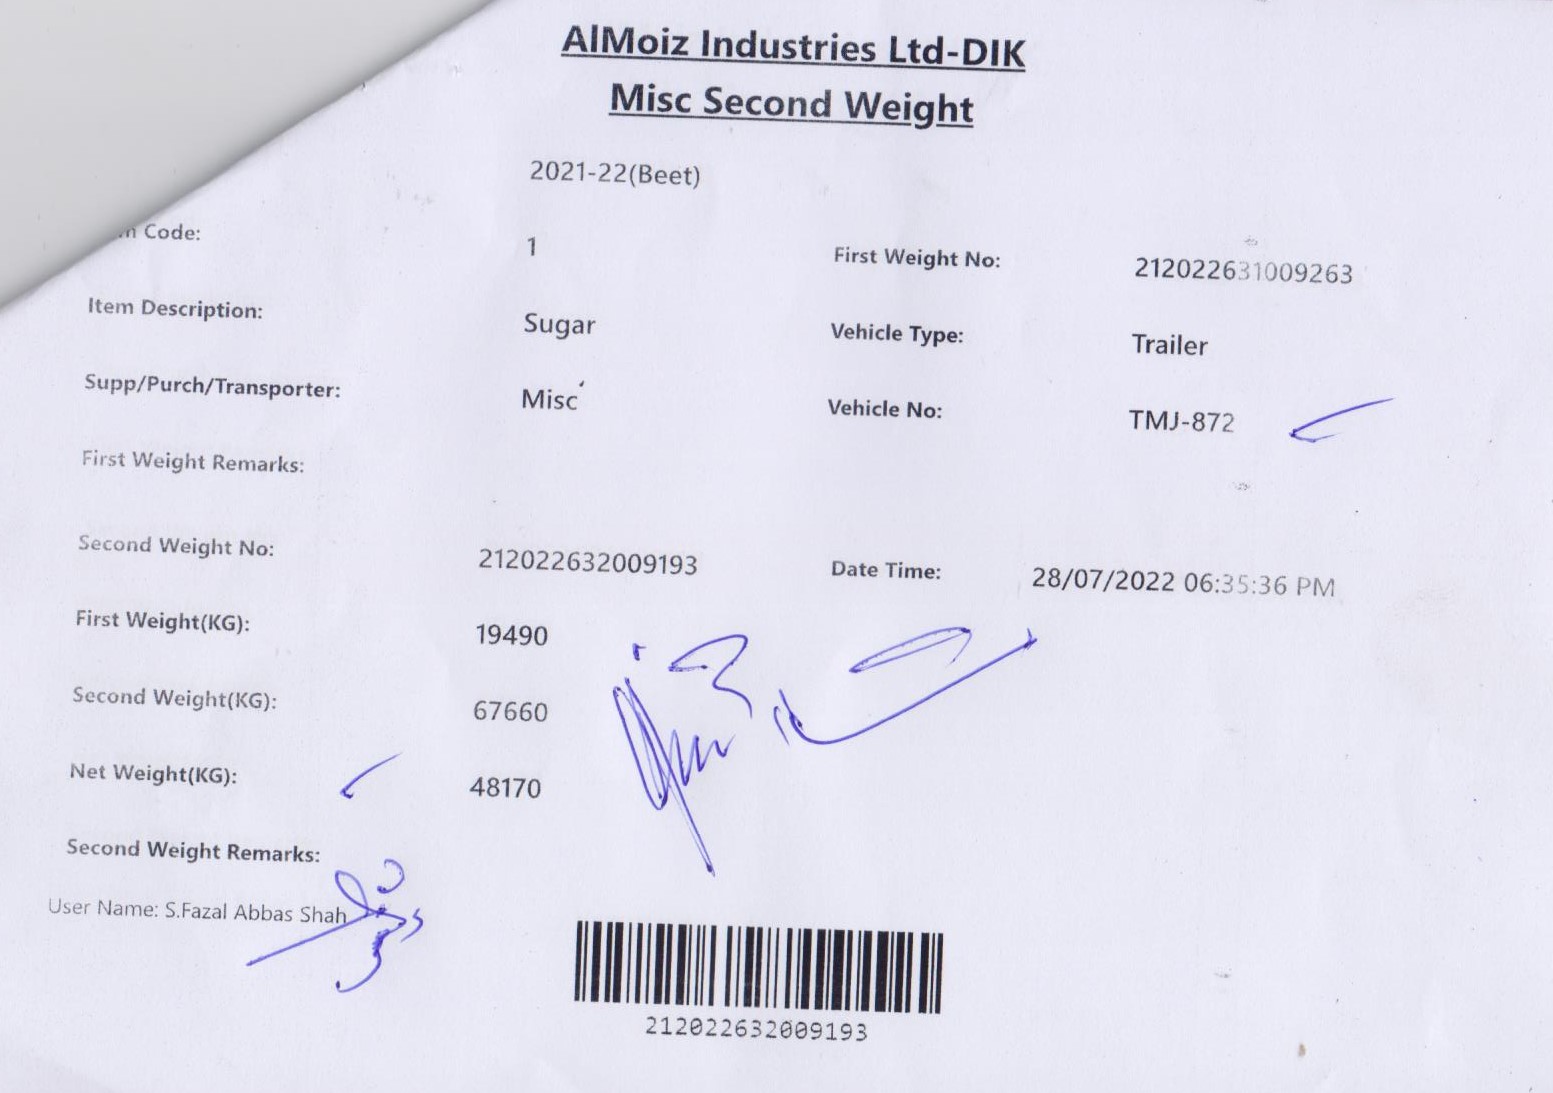 AlMoiz Industries Ltd-DIK
Misc Second Weight
2021-22(Beet)
Code: 1 First Weight No: 212022631009263
Item Description: Sugar Vehicle Type: Trailer
Supp/Purch/Transporter: Misc Vehicle No: TMJ-872
First Weight Remarks:
Second Weight No: 212022632009193 Date Time: 28/07/2022 06:35:36 PM
First Weight(KG): 19490
Second Weight(KG): 67660
Net Weight(KG): 48170
Second Weight Remarks:
User Name: S.Fazal Abbas Shah
212022632009193